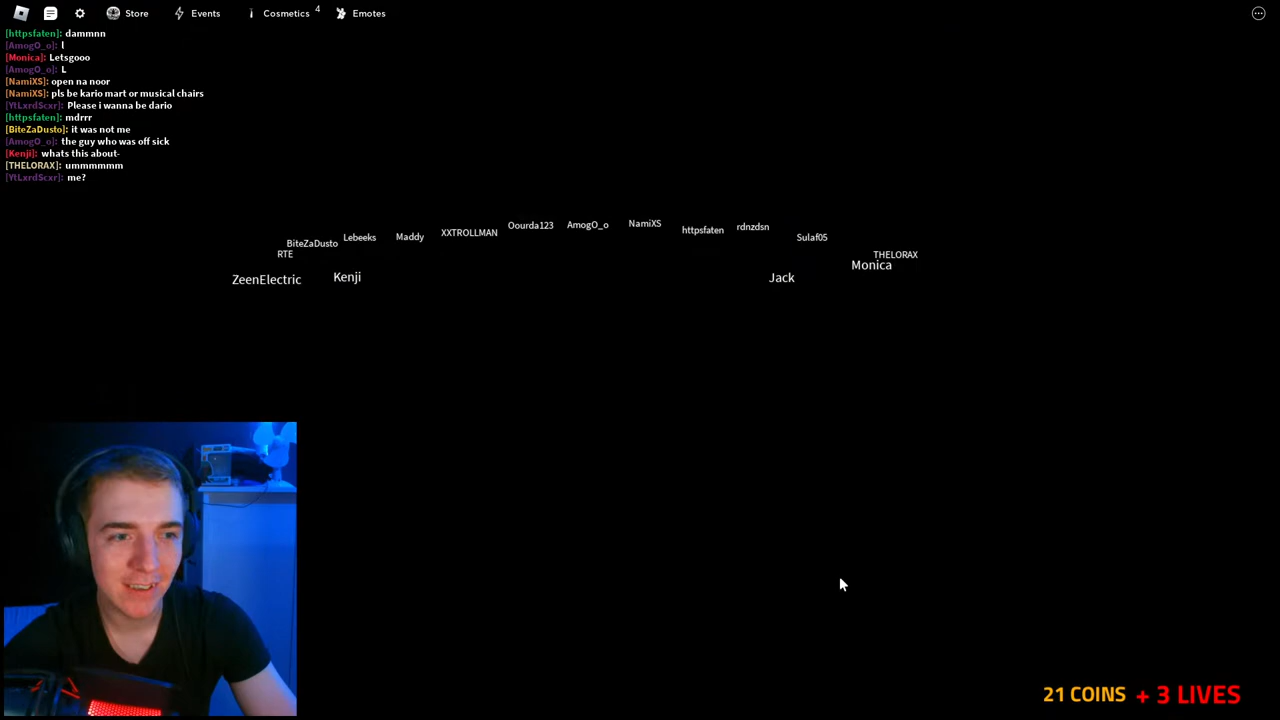 Store Events Cosmetics 4 Emotes
[httpsfaten]: dammnn
[AmogO_o]: l
[Monica]: Letsgooo
[AmogO_o]: L
[NamiXS]: open na noor
[NamiXS]: pls be kario mart or musical chairs
[YtLxrdScxr]: Please i wanna be dario
[httpsfaten]: mdrrr
[BiteZaDusto]: it was not me
[AmogO_o]: the guy who was off sick
[Kenji]: whats this about-
[THELORAX]: ummmmmm
[YtLxrdScxr]: me?
BiteZaDusto Lebeeks Maddy XXTROLLMAN Oourda123 AmogO_o NamiXS httpsfaten rdnzdsn Sulaf05
RTE THELORAX
ZeenElectric Kenji Jack Monica
21 COINS + 3 LIVES